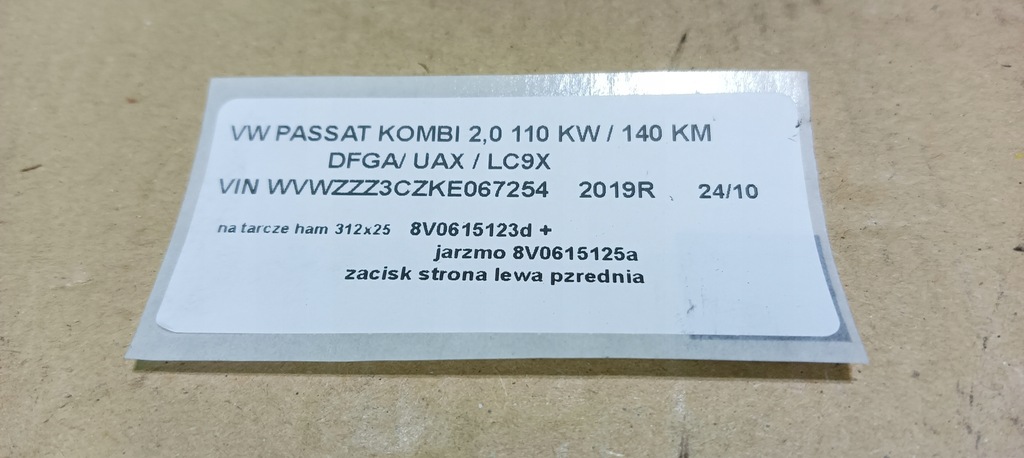 VW PASSAT KOMBI 2,0 110 KW / 140 KM
DFGA/ UAX / LC9X
VIN WVWZZZ3CZKE067254 2019R 24/10
na tarcze ham 312x25 8V0615123d +
jarzmo 8V0615125a
zacisk strona lewa pzrednia